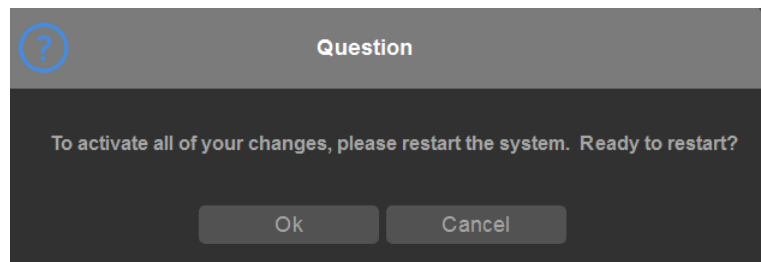 ?
Question
To activate all of your changes, please restart the system.  Ready to restart?
Ok
Cancel